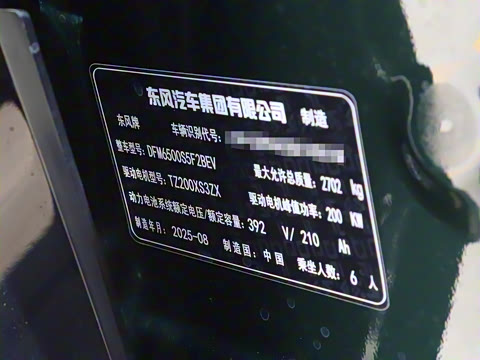 东风汽车集团有限公司 制造
东风牌 车辆识别代号:
整车型号: DFM6500S5F2BEV 最大允许总质量: 2702 kg
驱动电机型号: TZ200XS3ZX 驱动电机峰值功率: 200 KW
动力电池系统额定电压/额定容量: 392 V/ 210 Ah
制造年月: 2025-08 制造国: 中国 乘坐人数: 6 人